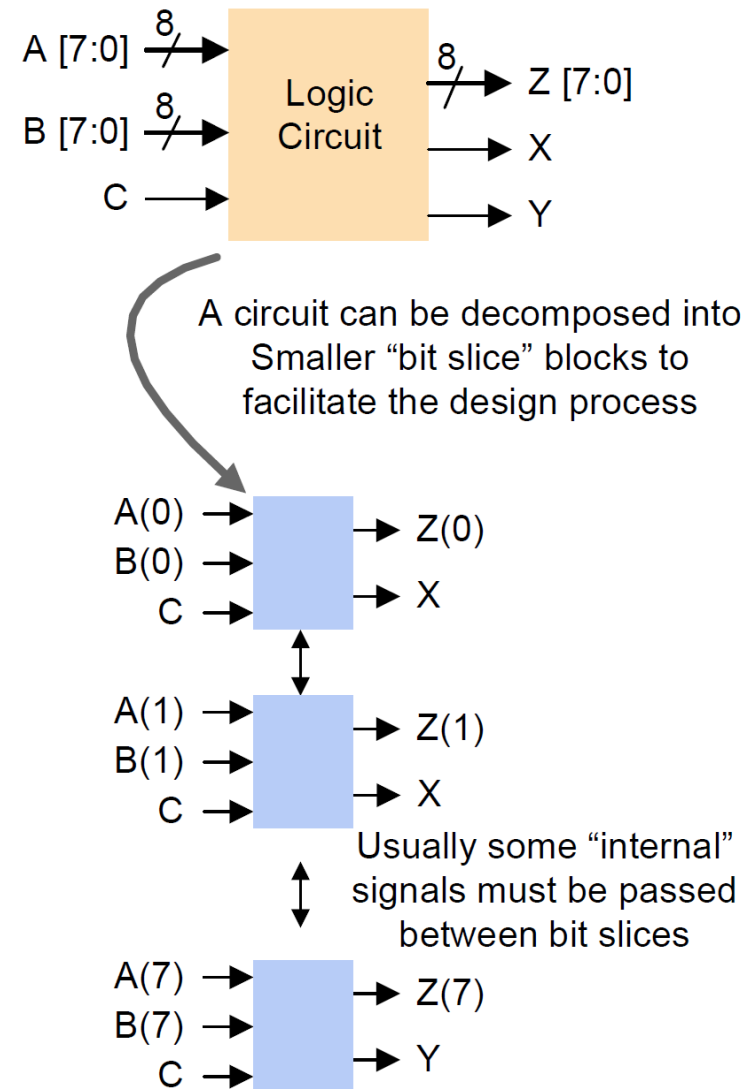 8
A [7:0]
8
B [7:0]
C
Logic
Circuit
8
Z [7:0]
X
Y
A circuit can be decomposed into
Smaller “bit slice” blocks to
facilitate the design process
A(0)
B(0)
C
Z(0)
X
A(1)
B(1)
C
Z(1)
X
Usually some “internal”
signals must be passed
between bit slices
A(7)
B(7)
C
Z(7)
Y